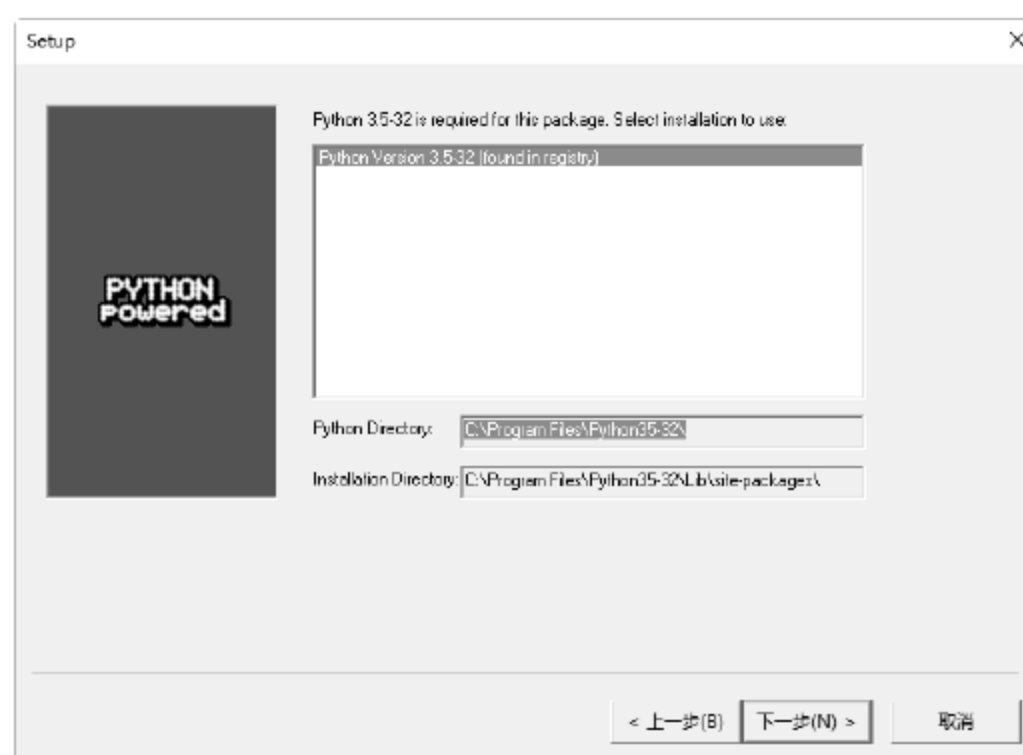 Setup
PYTHON
powered
Python 3.5-32 is required for this package. Select installation to use:
Python Version 3.5-32 (found in registry)
Python Directory: C:\Program Files\Python35-32\
Installation Directory: C:\Program Files\Python35-32\Lib\site-packages\
< 上一步(B) 下一步(N) > 取消